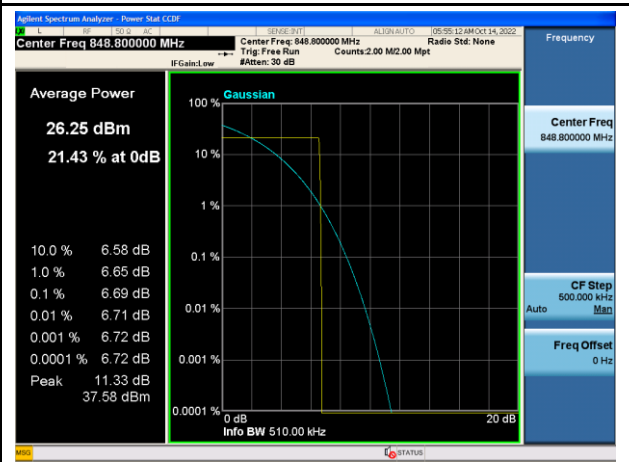 Agilent Spectrum Analyzer - Power Stat CCDF
L RF 50 Ω AC SENSE:INT ALIGN AUTO 05:55:12 AM Oct 14, 2022
Center Freq 848.800000 MHz
Center Freq: 848.800000 MHz Radio Std: None
Trig: Free Run Counts:2.00 M/2.00 Mpt
IFGain:Low #Atten: 30 dB
Frequency
Average Power
26.25 dBm
21.43 % at 0dB
10.0 % 6.58 dB
1.0 % 6.65 dB
0.1 % 6.69 dB
0.01 % 6.71 dB
0.001 % 6.72 dB
0.0001 % 6.72 dB
Peak 11.33 dB
37.58 dBm
Gaussian
100 %
10 %
1 %
0.1 %
0.01 %
0.001 %
0.0001 %
0 dB 20 dB
Info BW 510.00 kHz
Center Freq
848.800000 MHz
CF Step
500.000 kHz
Auto Man
Freq Offset
0 Hz
MSG STATUS